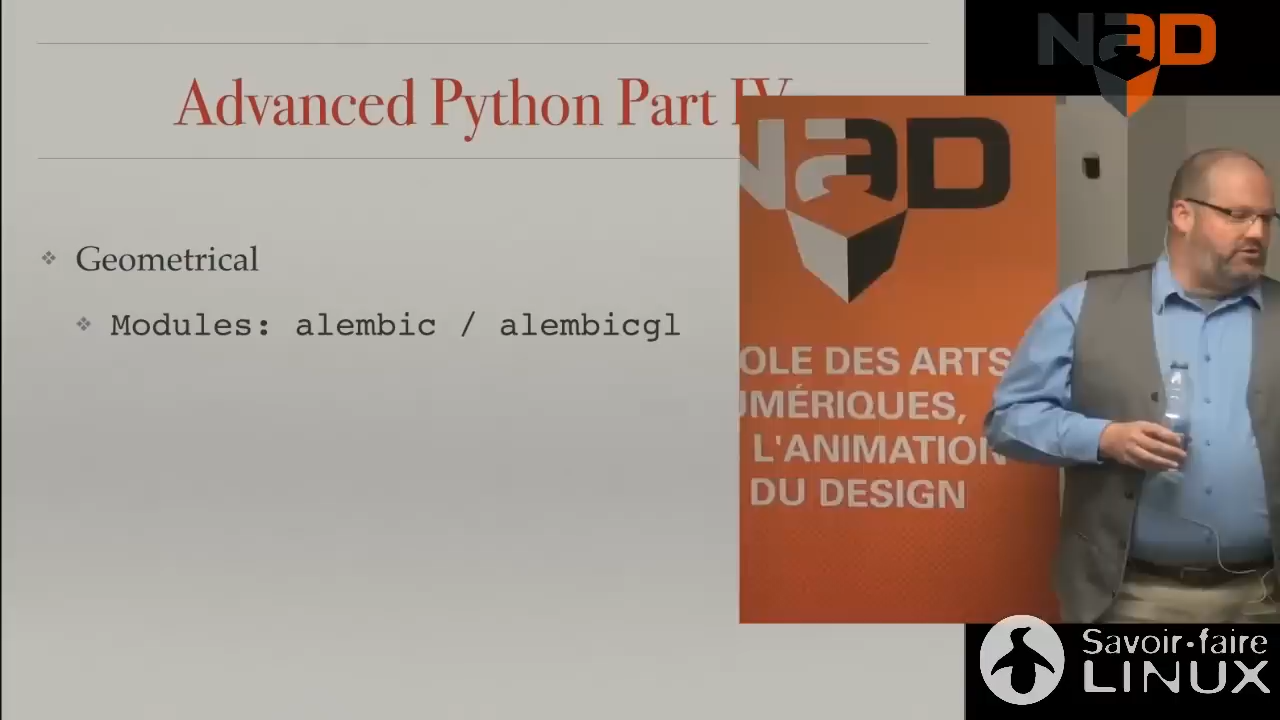 Advanced Python Part IV
Geometrical
Modules: alembic / alembicgl
NAD
NAD
OLE DES ARTS
UMÉRIQUES,
L'ANIMATION
DU DESIGN
Savoir-faire
LINUX